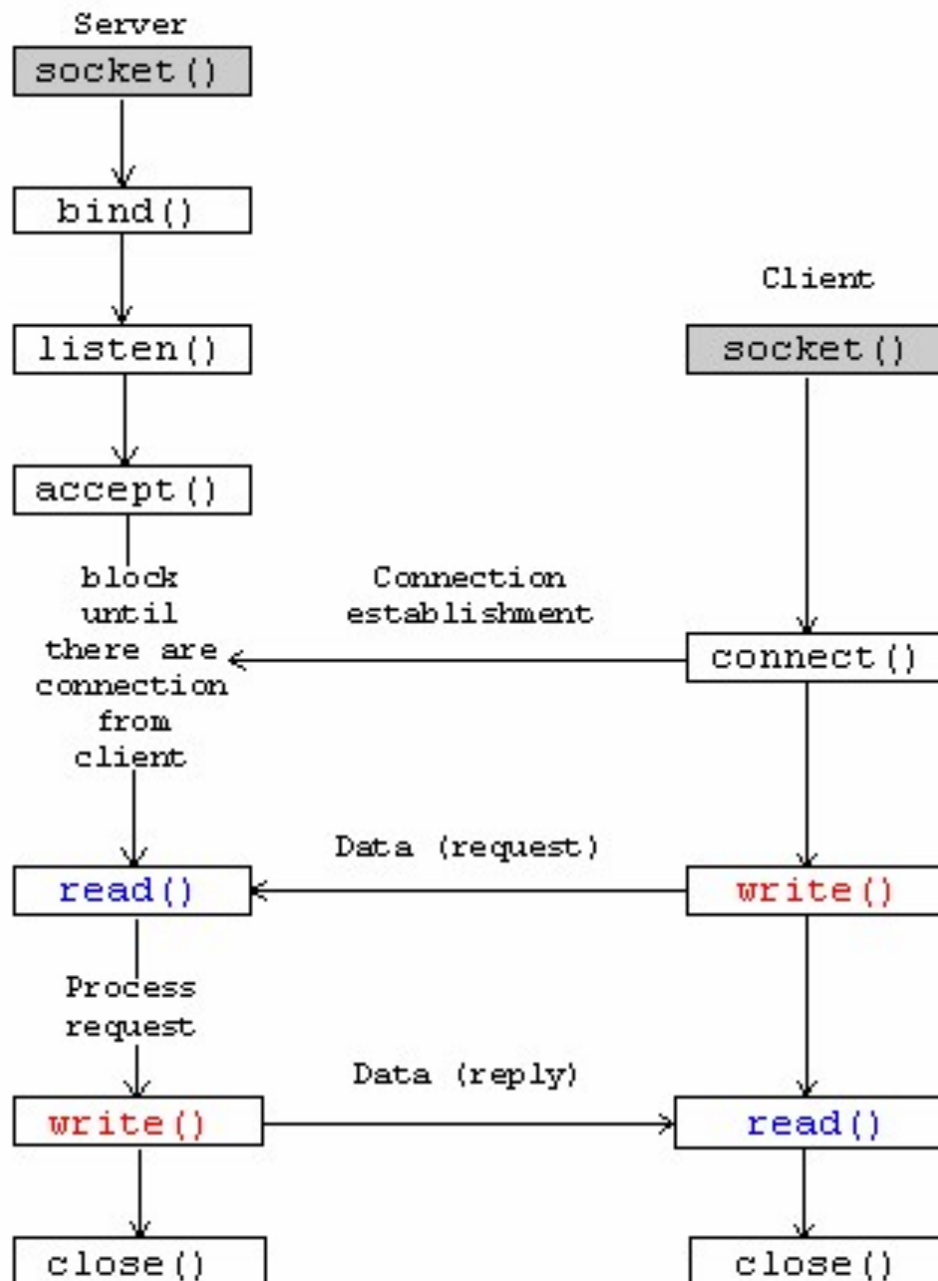 Server
socket()
bind()
Client
listen()
socket()
accept()
block
until
there are
connection
from
client
Connection
establishment
connect()
Data (request)
read()
write()
Process
request
Data (reply)
write()
read()
close()
close()